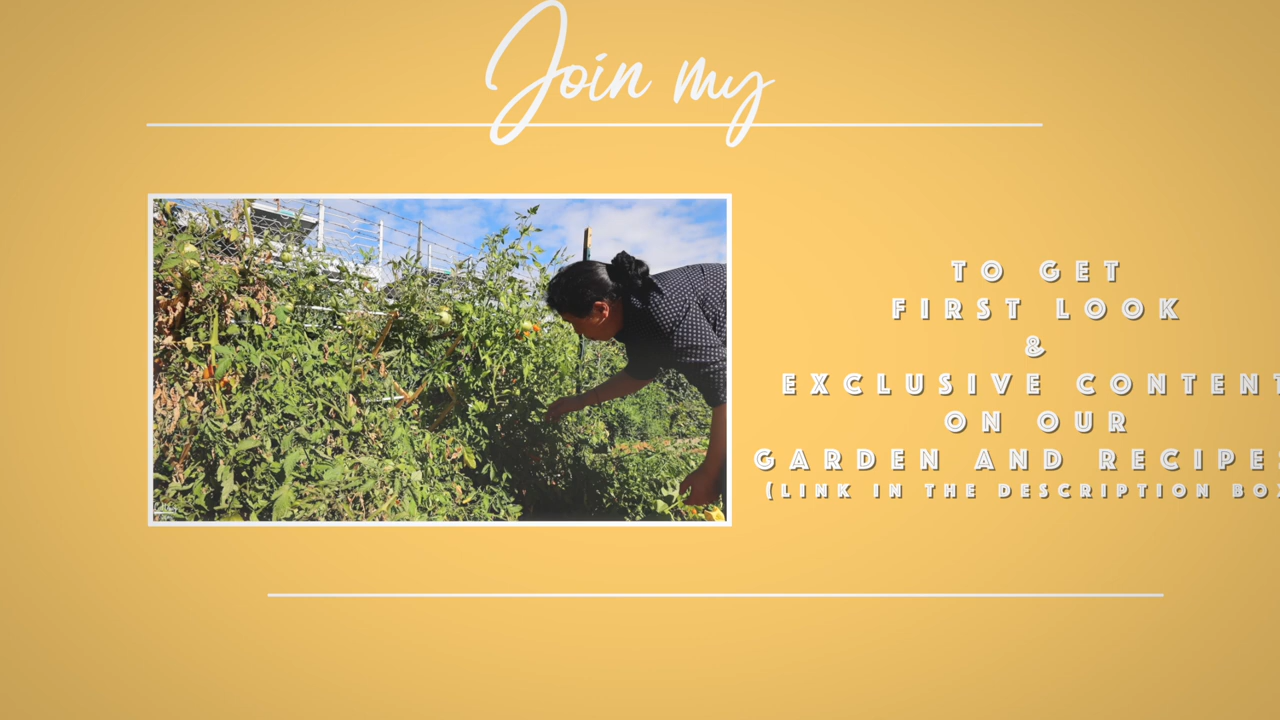 Join my
TO GET
FIRST LOOK
&
EXCLUSIVE CONTENT
ON OUR
GARDEN AND RECIPES
(LINK IN THE DESCRIPTION BOX